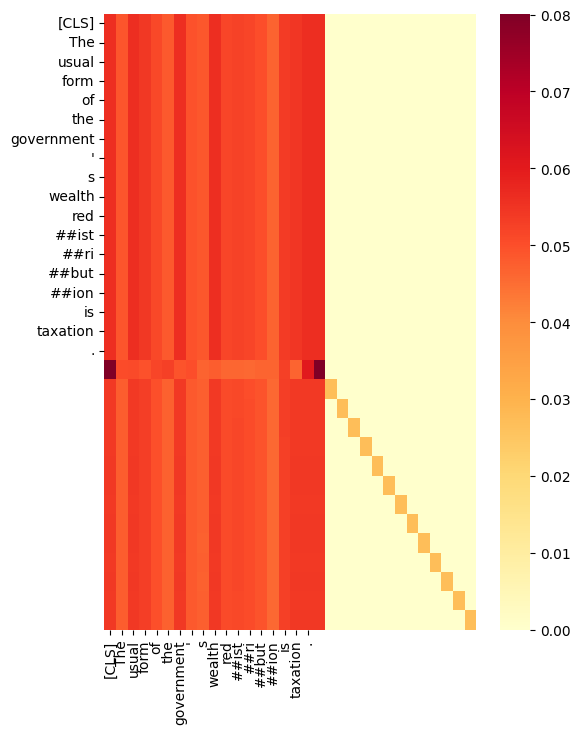 [CLS]
The
usual
form
of
the
government
'
s
wealth
red
##ist
##ri
##but
##ion
is
taxation
.
[CLS]
The
usual
form
of
the
government
'
s
wealth
red
##ist
##ri
##but
##ion
is
taxation
.
0.08
0.07
0.06
0.05
0.04
0.03
0.02
0.01
0.00